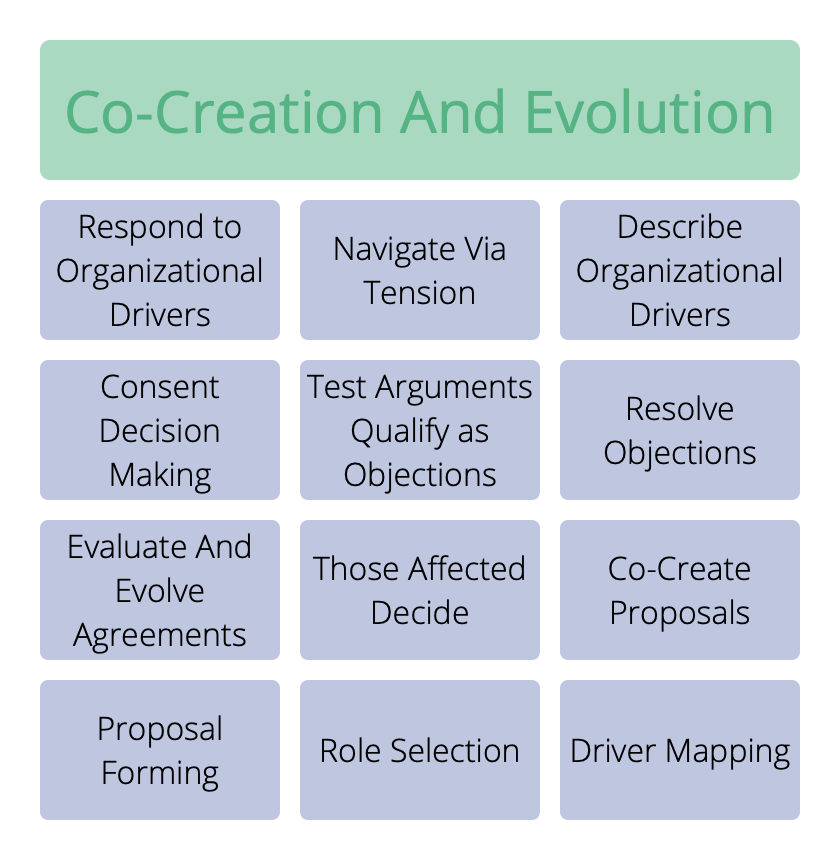 Co-Creation And Evolution
Respond to
Organizational
Drivers
Navigate Via
Tension
Describe
Organizational
Drivers
Consent
Decision
Making
Test Arguments
Qualify as
Objections
Resolve
Objections
Evaluate And
Evolve
Agreements
Those Affected
Decide
Co-Create
Proposals
Proposal
Forming
Role Selection
Driver Mapping